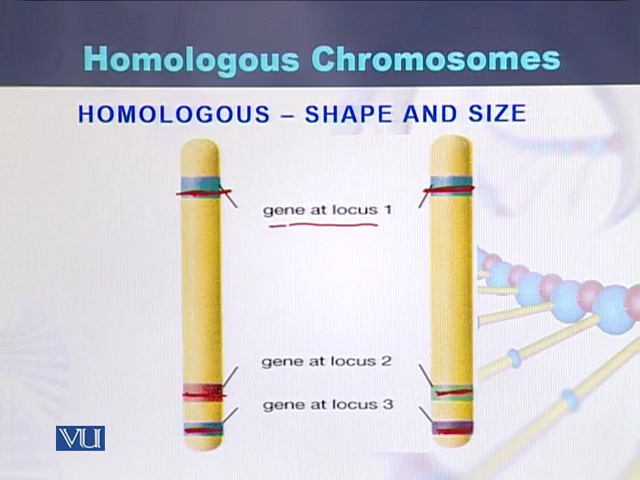 Homologous Chromosomes
HOMOLOGOUS – SHAPE AND SIZE
gene at locus 1
gene at locus 2
gene at locus 3
VU